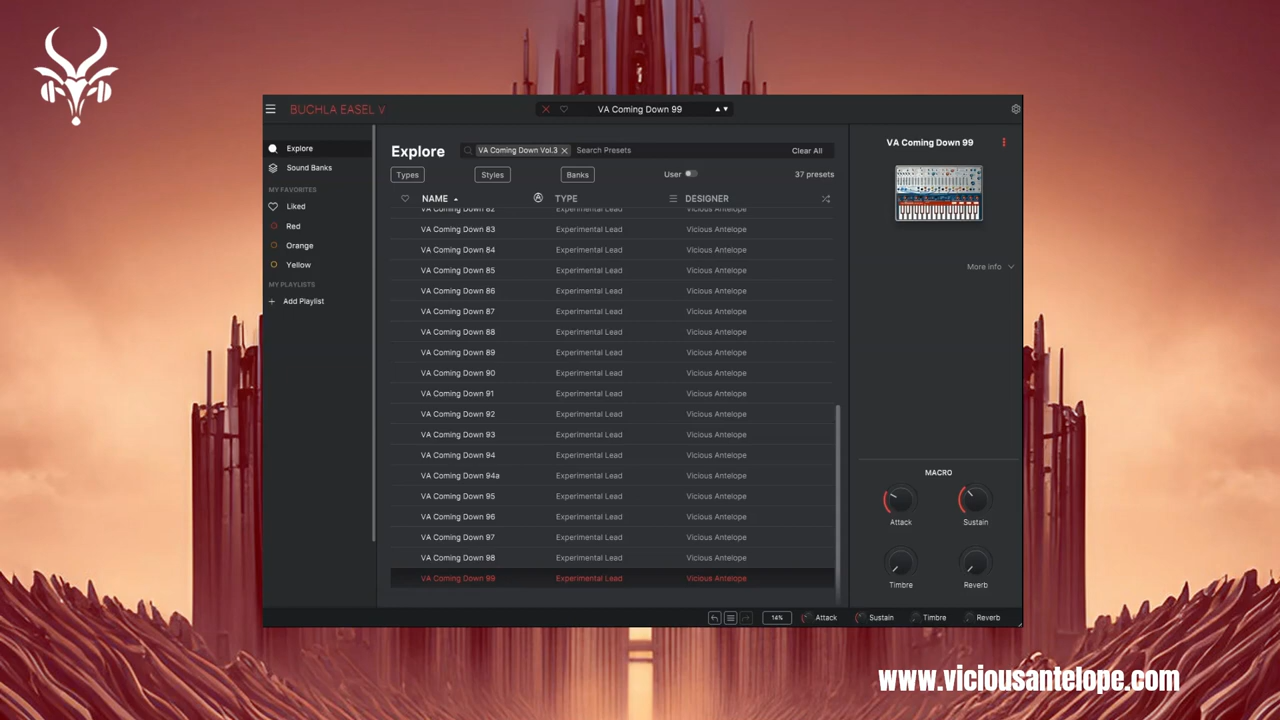 BUCHLA EASEL V
VA Coming Down 99
Explore
Sound Banks
MY FAVORITES
Liked
Red
Orange
Yellow
MY PLAYLISTS
Add Playlist
Explore
VA Coming Down Vol.3
Search Presets
Clear All
Types
Styles
Banks
User
37 presets
NAME TYPE DESIGNER
VA Coming Down 82 Experimental Lead Vicious Antelope
VA Coming Down 83 Experimental Lead Vicious Antelope
VA Coming Down 84 Experimental Lead Vicious Antelope
VA Coming Down 85 Experimental Lead Vicious Antelope
VA Coming Down 86 Experimental Lead Vicious Antelope
VA Coming Down 87 Experimental Lead Vicious Antelope
VA Coming Down 88 Experimental Lead Vicious Antelope
VA Coming Down 89 Experimental Lead Vicious Antelope
VA Coming Down 90 Experimental Lead Vicious Antelope
VA Coming Down 91 Experimental Lead Vicious Antelope
VA Coming Down 92 Experimental Lead Vicious Antelope
VA Coming Down 93 Experimental Lead Vicious Antelope
VA Coming Down 94 Experimental Lead Vicious Antelope
VA Coming Down 94a Experimental Lead Vicious Antelope
VA Coming Down 95 Experimental Lead Vicious Antelope
VA Coming Down 96 Experimental Lead Vicious Antelope
VA Coming Down 97 Experimental Lead Vicious Antelope
VA Coming Down 98 Experimental Lead Vicious Antelope
VA Coming Down 99 Experimental Lead Vicious Antelope
VA Coming Down 99
More info
MACRO
Attack Sustain
Timbre Reverb
14% Attack Sustain Timbre Reverb
www.viciousantelope.com